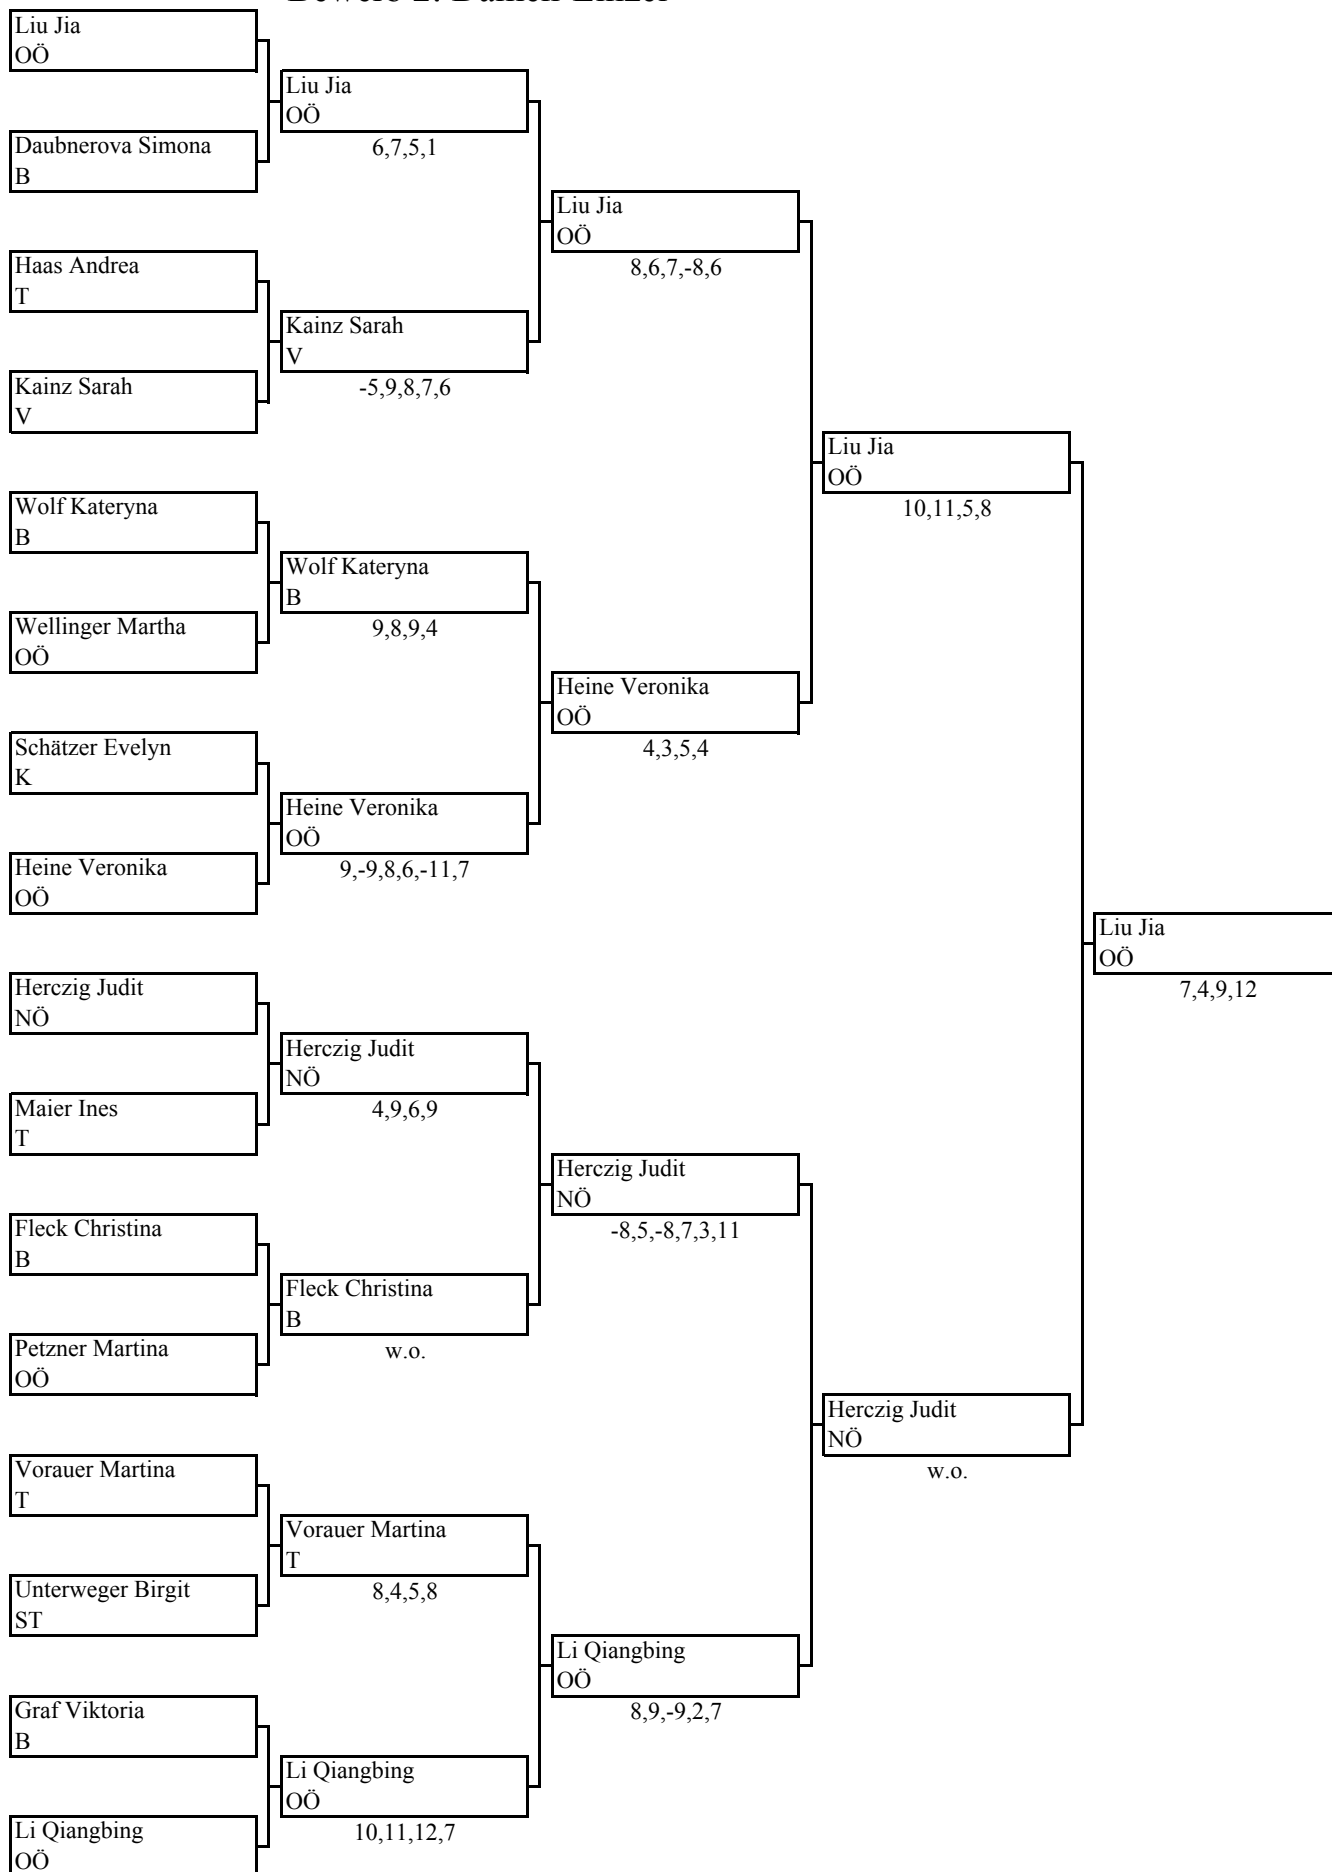 Liu Jia
OÖ
Daubnerova Simona
B
Haas Andrea
T
Kainz Sarah
V
Wolf Kateryna
B
Wellinger Martha
OÖ
Schätzer Evelyn
K
Heine Veronika
OÖ
Herczig Judit
NÖ
Maier Ines
T
Fleck Christina
B
Petzner Martina
OÖ
Vorauer Martina
T
Unterweger Birgit
ST
Graf Viktoria
B
Li Qiangbing
OÖ
Liu Jia
OÖ
6,7,5,1
Kainz Sarah
V
-5,9,8,7,6
Wolf Kateryna
B
9,8,9,4
Heine Veronika
OÖ
9,-9,8,6,-11,7
Herczig Judit
NÖ
4,9,6,9
Fleck Christina
B
w.o.
Vorauer Martina
T
8,4,5,8
Li Qiangbing
OÖ
10,11,12,7
Liu Jia
OÖ
8,6,7,-8,6
Heine Veronika
OÖ
4,3,5,4
Herczig Judit
NÖ
-8,5,-8,7,3,11
Li Qiangbing
OÖ
8,9,-9,2,7
Liu Jia
OÖ
10,11,5,8
Herczig Judit
NÖ
w.o.
Liu Jia
OÖ
7,4,9,12